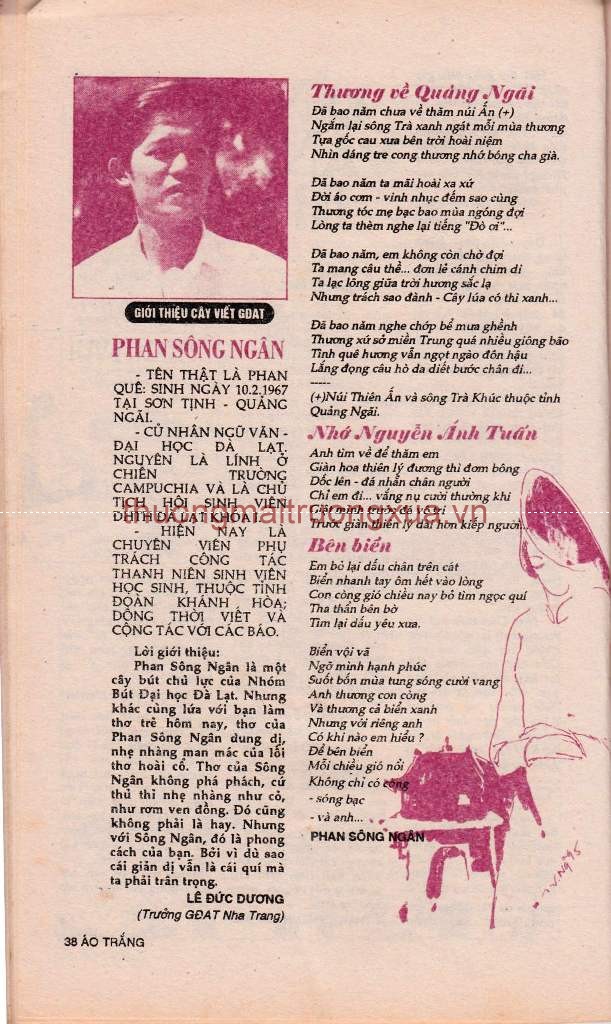 GIỚI THIỆU CÂY VIẾT GĐAT
PHAN SÔNG NGÂN
- TÊN THẬT LÀ PHAN
QUẾ: SINH NGÀY 10.2.1967
TẠI SƠN TỊNH - QUẢNG
NGÃI.
- CỬ NHÂN NGỮ VĂN -
ĐẠI HỌC ĐÀ LẠT.
NGUYÊN LÀ LÍNH Ở
CHIẾN TRƯỜNG
CAMPUCHIA VÀ LÀ CHỦ
TỊCH HỘI SINH VIÊN
ĐHTH ĐÀ LẠT KHÓA I
- HIỆN NAY LÀ
CHUYÊN VIÊN PHỤ
TRÁCH CÔNG TÁC
THANH NIÊN SINH VIÊN
HỌC SINH, THUỘC TỈNH
ĐOÀN KHÁNH HÒA;
ĐỒNG THỜI VIẾT VÀ
CỘNG TÁC VỚI CÁC BÁO.
Lời giới thiệu:
Phan Sông Ngân là một
cây bút chủ lực của Nhóm
Bút Đại học Đà Lạt. Nhưng
khác cùng lứa với bạn làm
thơ trẻ hôm nay, thơ của
Phan Sông Ngân dung dị,
nhẹ nhàng man mác của lối
thơ hoài cổ. Thơ của Sông
Ngân không phá phách, cứ
thủ thỉ nhẹ nhàng như cỏ,
như rơm ven đồng. Đó cũng
không phải là hay. Nhưng
với Sông Ngân, đó là phong
cách của bạn. Bởi vì dù sao
cái giản dị vẫn là cái quí mà
ta phải trân trọng.
LÊ ĐỨC DƯƠNG
(Trưởng GĐAT Nha Trang)
Thương về Quảng Ngãi
Đã bao năm chưa về thăm núi Ấn (+)
Ngắm lại sông Trà xanh ngát mỗi mùa thương
Tựa gốc cau xưa bên trời hoài niệm
Nhìn dáng tre cong thương nhớ bóng cha già.
Đã bao năm ta mãi hoài xa xứ
Đời áo cơm - vinh nhục đếm sao cùng
Thương tóc mẹ bạc bao mùa ngóng đợi
Lòng ta thèm nghe lại tiếng "Đò ơi"...
Đã bao năm, em không còn chờ đợi
Ta mang câu thề... đơn lẻ cánh chim di
Ta lạc lõng giữa trời hương sắc lạ
Nhưng trách sao đành - Cây lúa có thì xanh...
Đã bao năm nghe chớp bể mưa ghềnh
Thương xứ sở miền Trung quá nhiều giông bão
Tình quê hương vẫn ngọt ngào đôn hậu
Lắng đọng câu hò da diết bước chân đi...
-----
(+)Núi Thiên Ấn và sông Trà Khúc thuộc tỉnh
Quảng Ngãi.
Nhớ Nguyễn Ánh Tuấn
Anh tìm về để thăm em
Giàn hoa thiên lý đương thì đơm bông
Dốc lên - đá nhẵn chân người
Chỉ em đi... vắng nụ cười thường khi
Giật mình trước
Trước giàn thiên lý dài hơn kiếp người...
thuongmaitruongxua.vn
Bên biển
Em bỏ lại dấu chân trên cát
Biển nhanh tay ôm hết vào lòng
Con còng gió chiều nay bỏ tìm ngọc quí
Tha thẩn bên bờ
Tìm lại dấu yêu xưa.
Biển vội vã
Ngỡ mình hạnh phúc
Suốt bốn mùa tung sóng cười vang
Anh thương con còng
Và thương cả biển xanh
Nhưng với riêng anh
Có khi nào em hiểu ?
Để bên biển
Mỗi chiều gió nổi
Không chỉ có còng
- sóng bạc
- và anh...
PHAN SÔNG NGÂN
38 ÁO TRẮNG